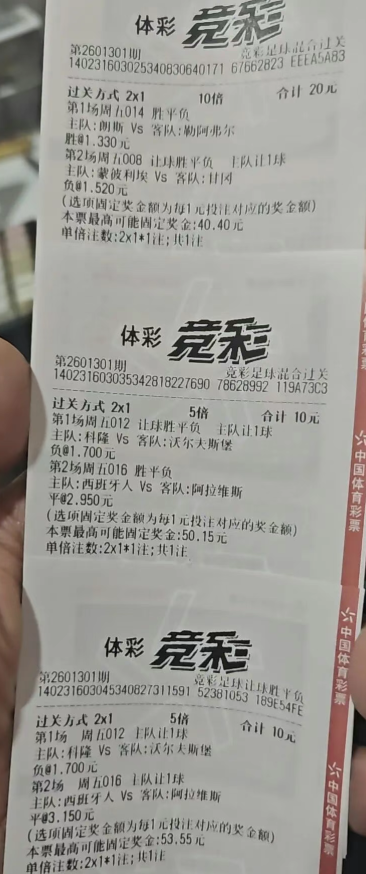 体彩 竞彩
第2601301期 竞彩足球混合过关
140231603025340830640171 67662823 EEEA5A83
过关方式 2x1 10倍 合计 20元
第1场周五014 胜平负
主队:朗斯 Vs 客队:勒阿弗尔
胜@1.330元
第2场周五008 让球胜平负 主队让1球
主队:蒙彼利埃 Vs 客队:甘冈
负@1.520元
(选项固定奖金额为每1元投注对应的奖金额)
本票最高可能固定奖金:40.40元
单倍注数:2x1*1注;共1注
体彩 竞彩
第2601301期 竞彩足球混合过关
140231603035342818227690 78628992 119A73C3
过关方式 2x1 5倍 合计 10元
第1场周五012 让球胜平负 主队让1球
主队:科隆 Vs 客队:沃尔夫斯堡
负@1.700元
第2场周五016 胜平负
主队:西班牙人 Vs 客队:阿拉维斯
平@2.950元
(选项固定奖金额为每1元投注对应的奖金额)
本票最高可能固定奖金:50.15元
单倍注数:2x1*1注;共1注
中国体育彩票
体彩 竞彩
第2601301期 竞彩足球让球胜平负
140231603045340827311591 52381053 189E54FE
过关方式 2x1 5倍 合计 10元
第1场 周五012 主队让1球
主队:科隆 Vs 客队:沃尔夫斯堡
负@1.700元
第2场 周五016 主队让1球
主队:西班牙人 Vs 客队:阿拉维斯
平@3.150元
(选项固定奖金额为每1元投注对应的奖金额)
本票最高可能固定奖金:53.55元
单倍注数:2x1*1注;共1注
中国体育彩票
中国体育彩票